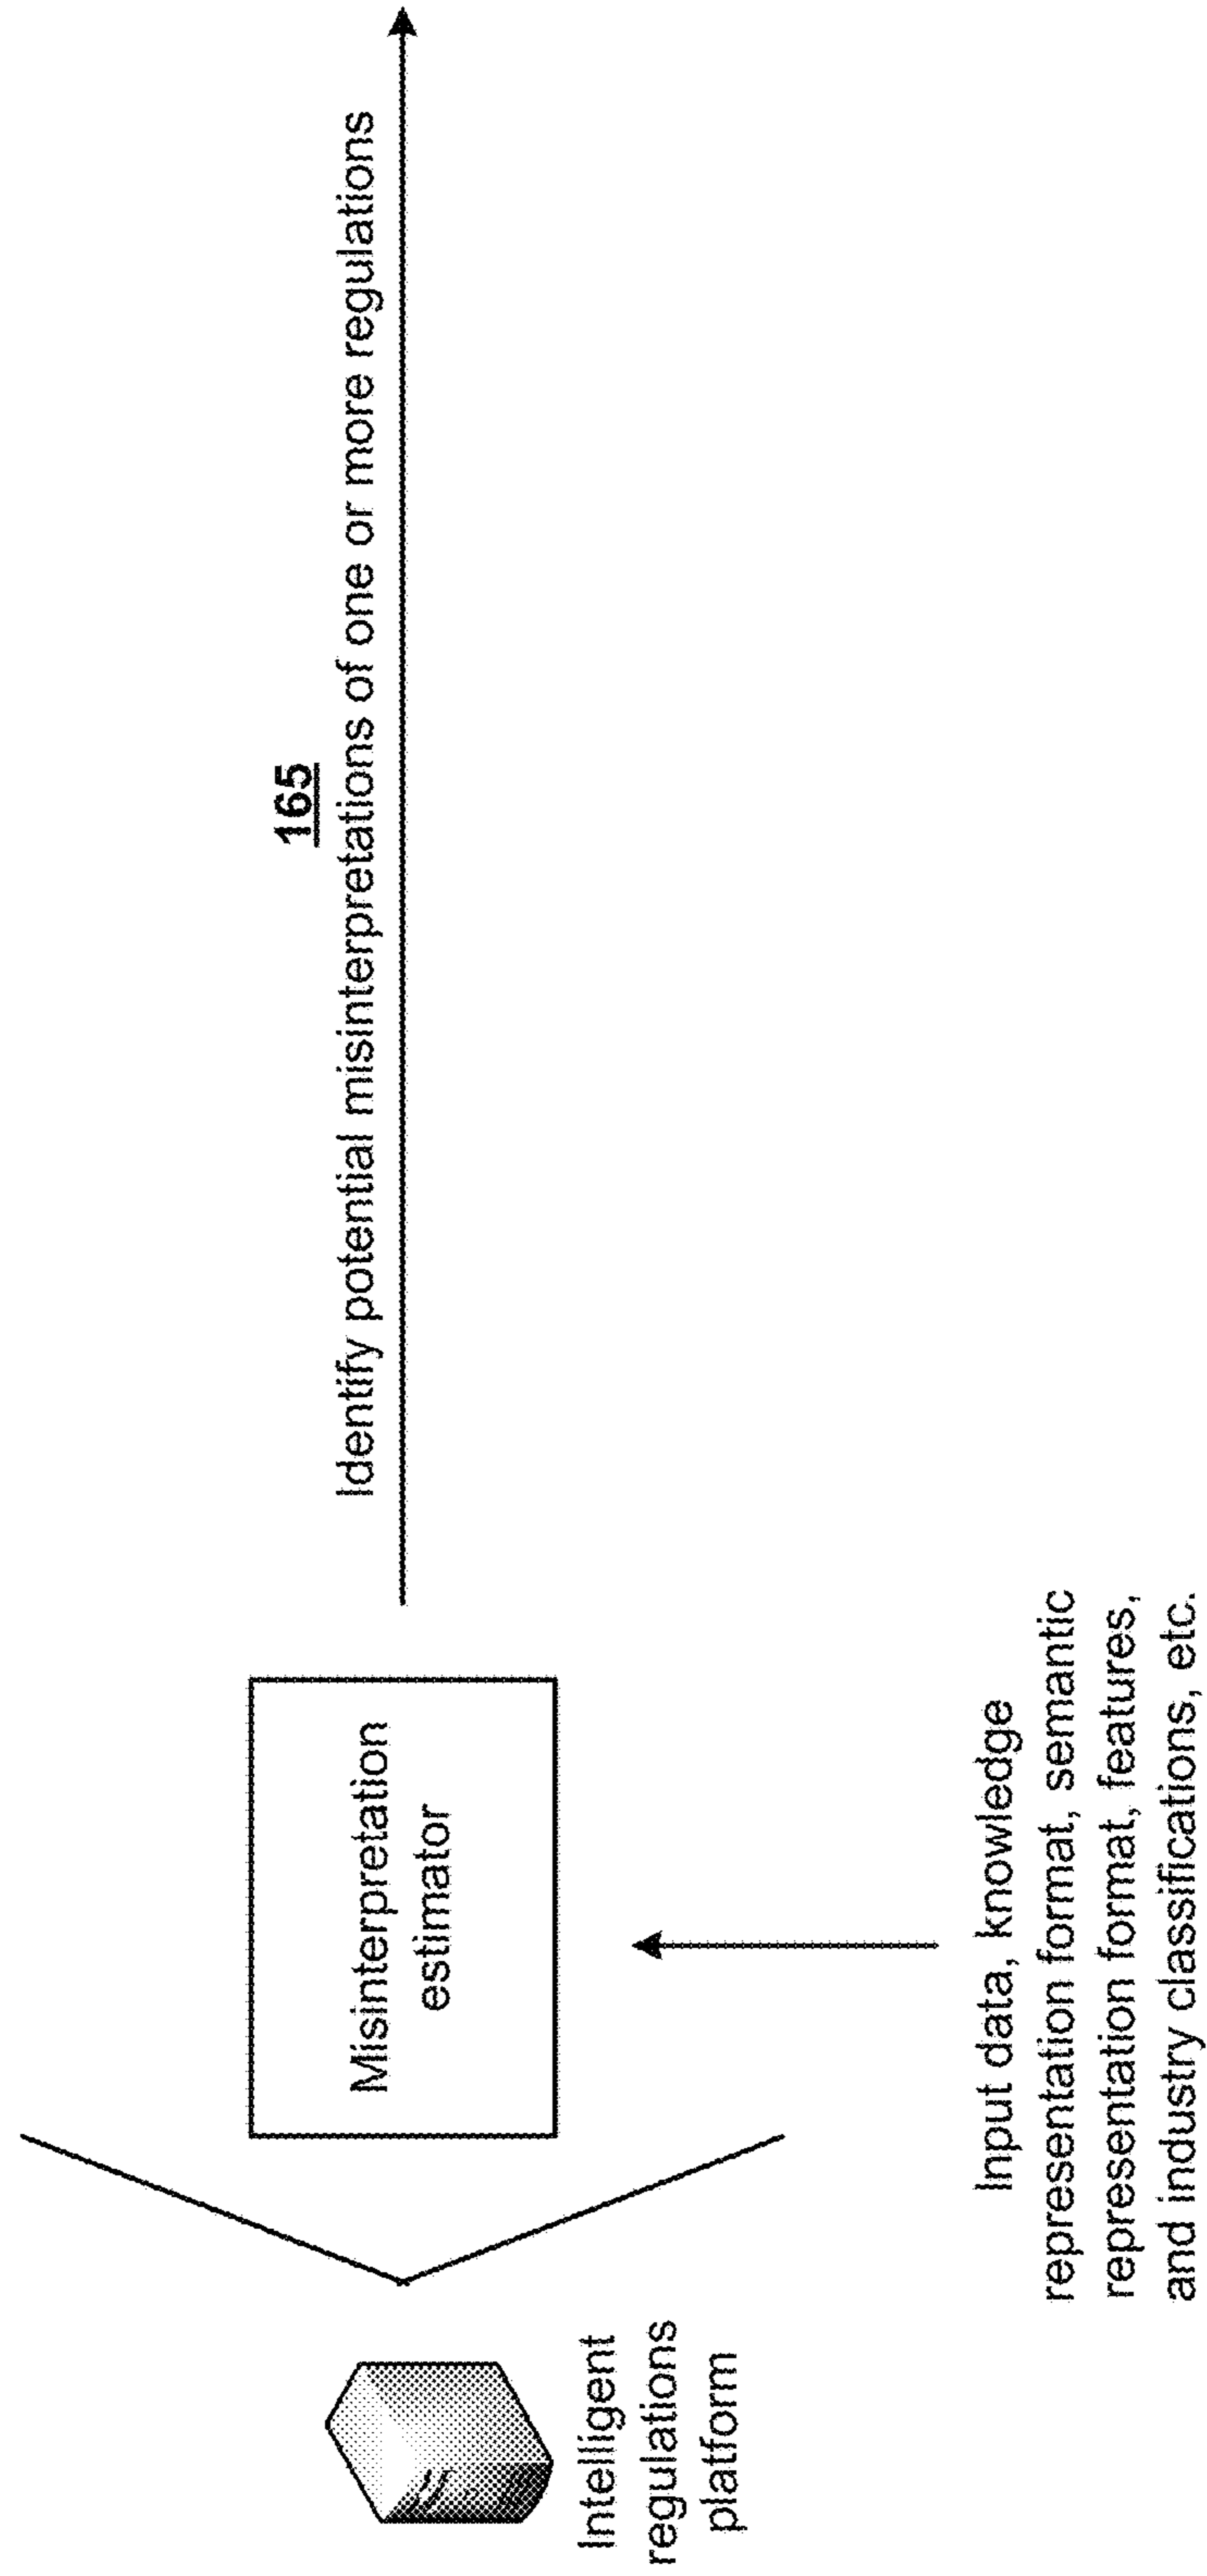 165
Identify potential misinterpretations of one or more regulations
Misinterpretation
estimator
Intelligent
regulations
platform
Input data, knowledge
representation format, semantic
representation format, features,
and industry classifications, etc.